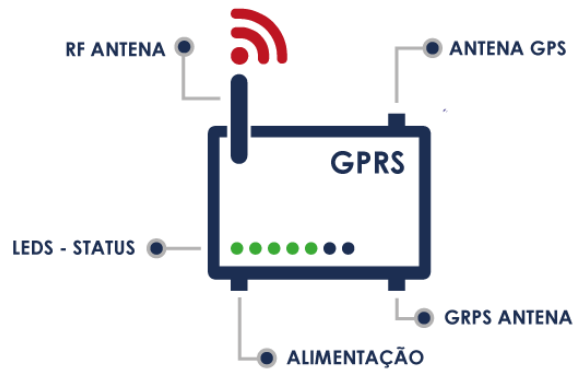 RF ANTENA
ANTENA GPS
GPRS
LEDS - STATUS
GRPS ANTENA
ALIMENTAÇÃO